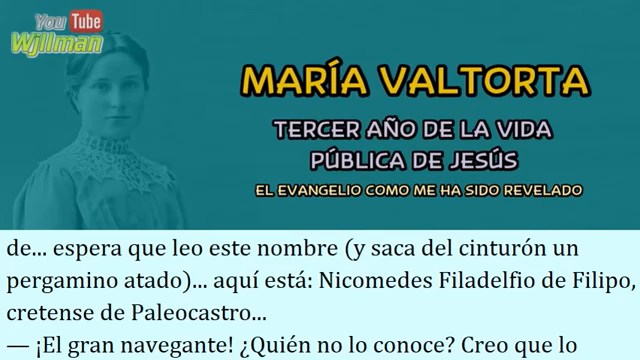 You Tube
Wjllman
MARÍA VALTORTA
TERCER AÑO DE LA VIDA
PÚBLICA DE JESÚS
EL EVANGELIO COMO ME HA SIDO REVELADO
de... espera que leo este nombre (y saca del cinturón un
pergamino atado)... aquí está: Nicomedes Filadelfio de Filipo,
cretense de Paleocastro...
— ¡El gran navegante! ¿Quién no lo conoce? Creo que lo